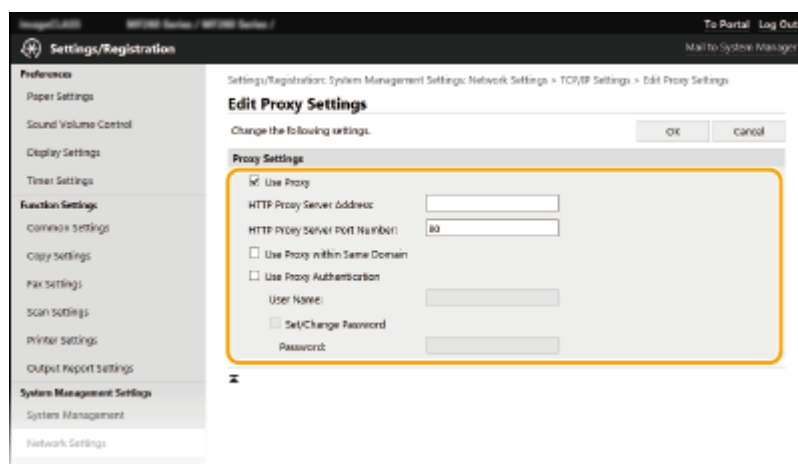 To Portal Log Out
Settings/Registration
Mail to System Manager
Preferences
Paper Settings
Sound Volume Control
Display Settings
Timer Settings
Function Settings
Common Settings
Copy Settings
Fax Settings
Scan Settings
Printer Settings
Output Report Settings
System Management Settings
System Management
Network Settings
Settings/Registration: System Management Settings: Network Settings > TCP/IP Settings > Edit Proxy Settings
Edit Proxy Settings
Change the following settings.
OK
Cancel
Proxy Settings
Use Proxy
HTTP Proxy Server Address:
HTTP Proxy Server Port Number:
80
Use Proxy within Same Domain
Use Proxy Authentication
User Name:
Set/Change Password
Password: